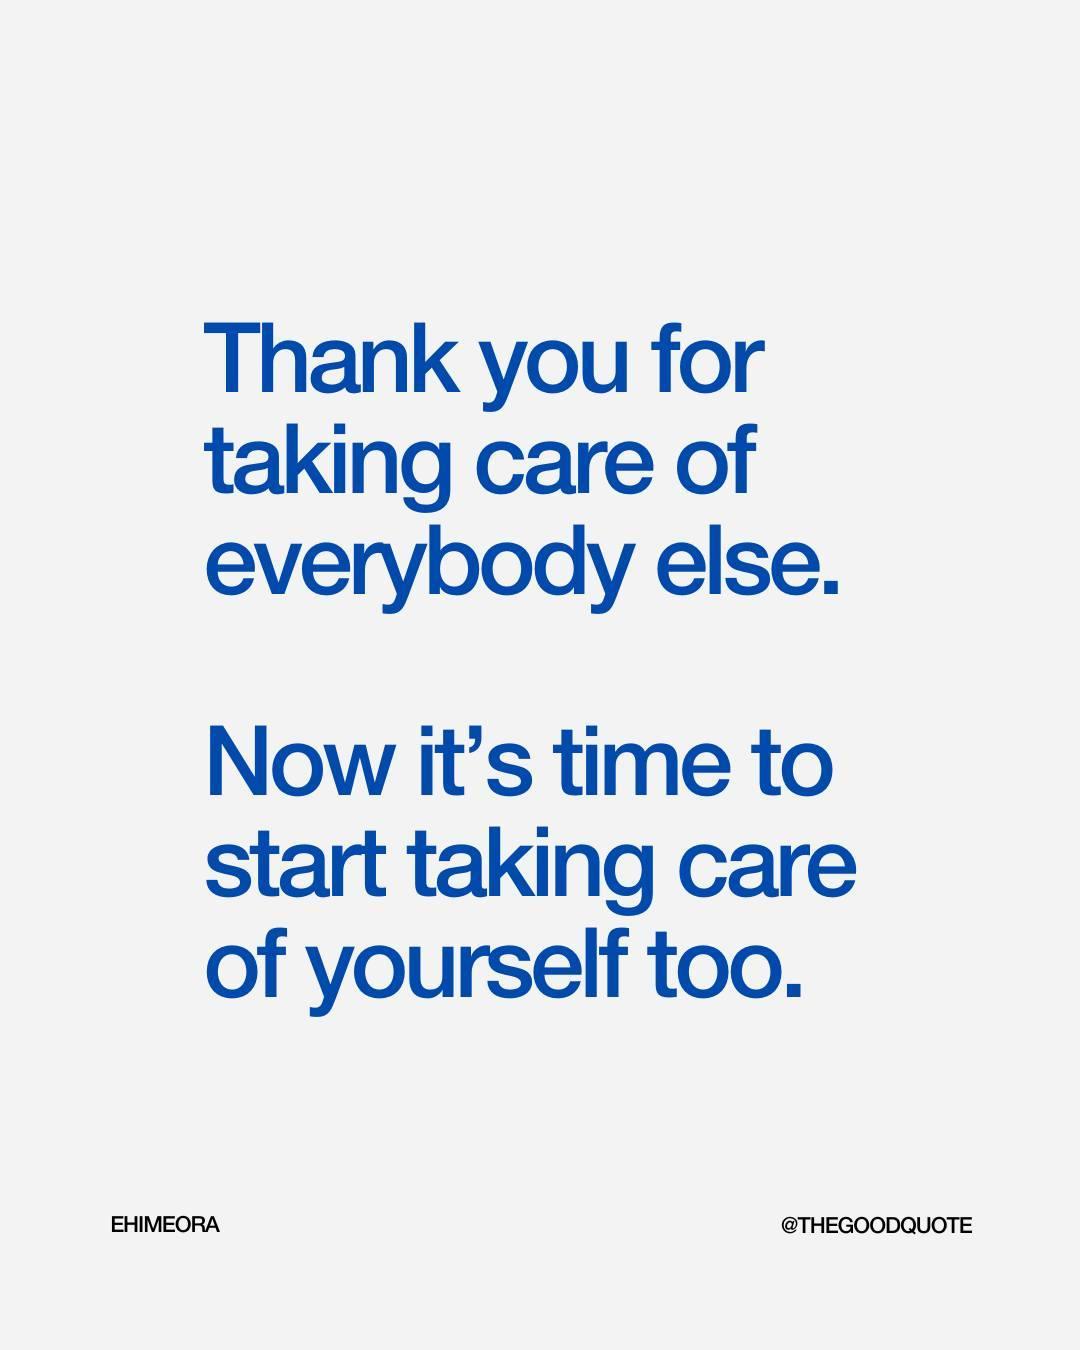 Thank you for
taking care of
everybody else.
Now it’s time to
start taking care
of yourself too.
EHIMEORA
@THEGOODQUOTE